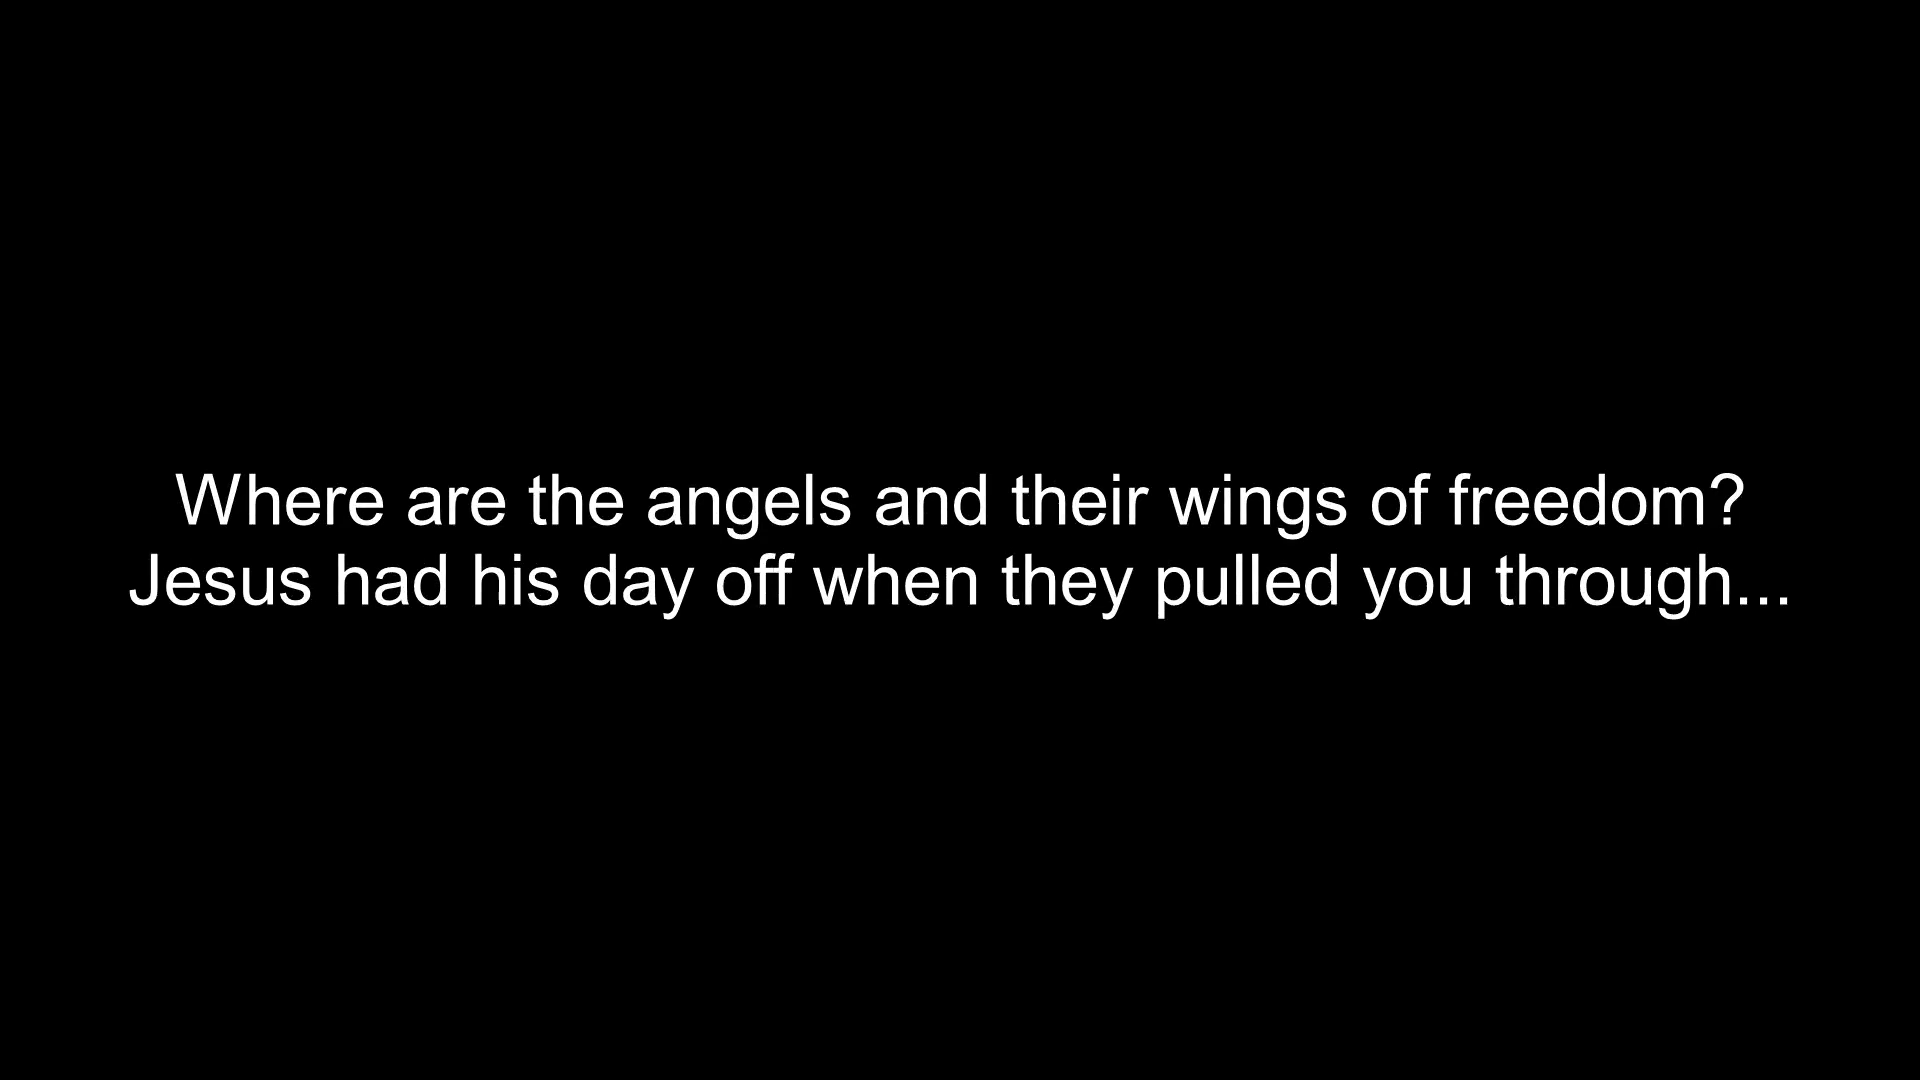 Where are the angels and their wings of freedom?
Jesus had his day off when they pulled you through...